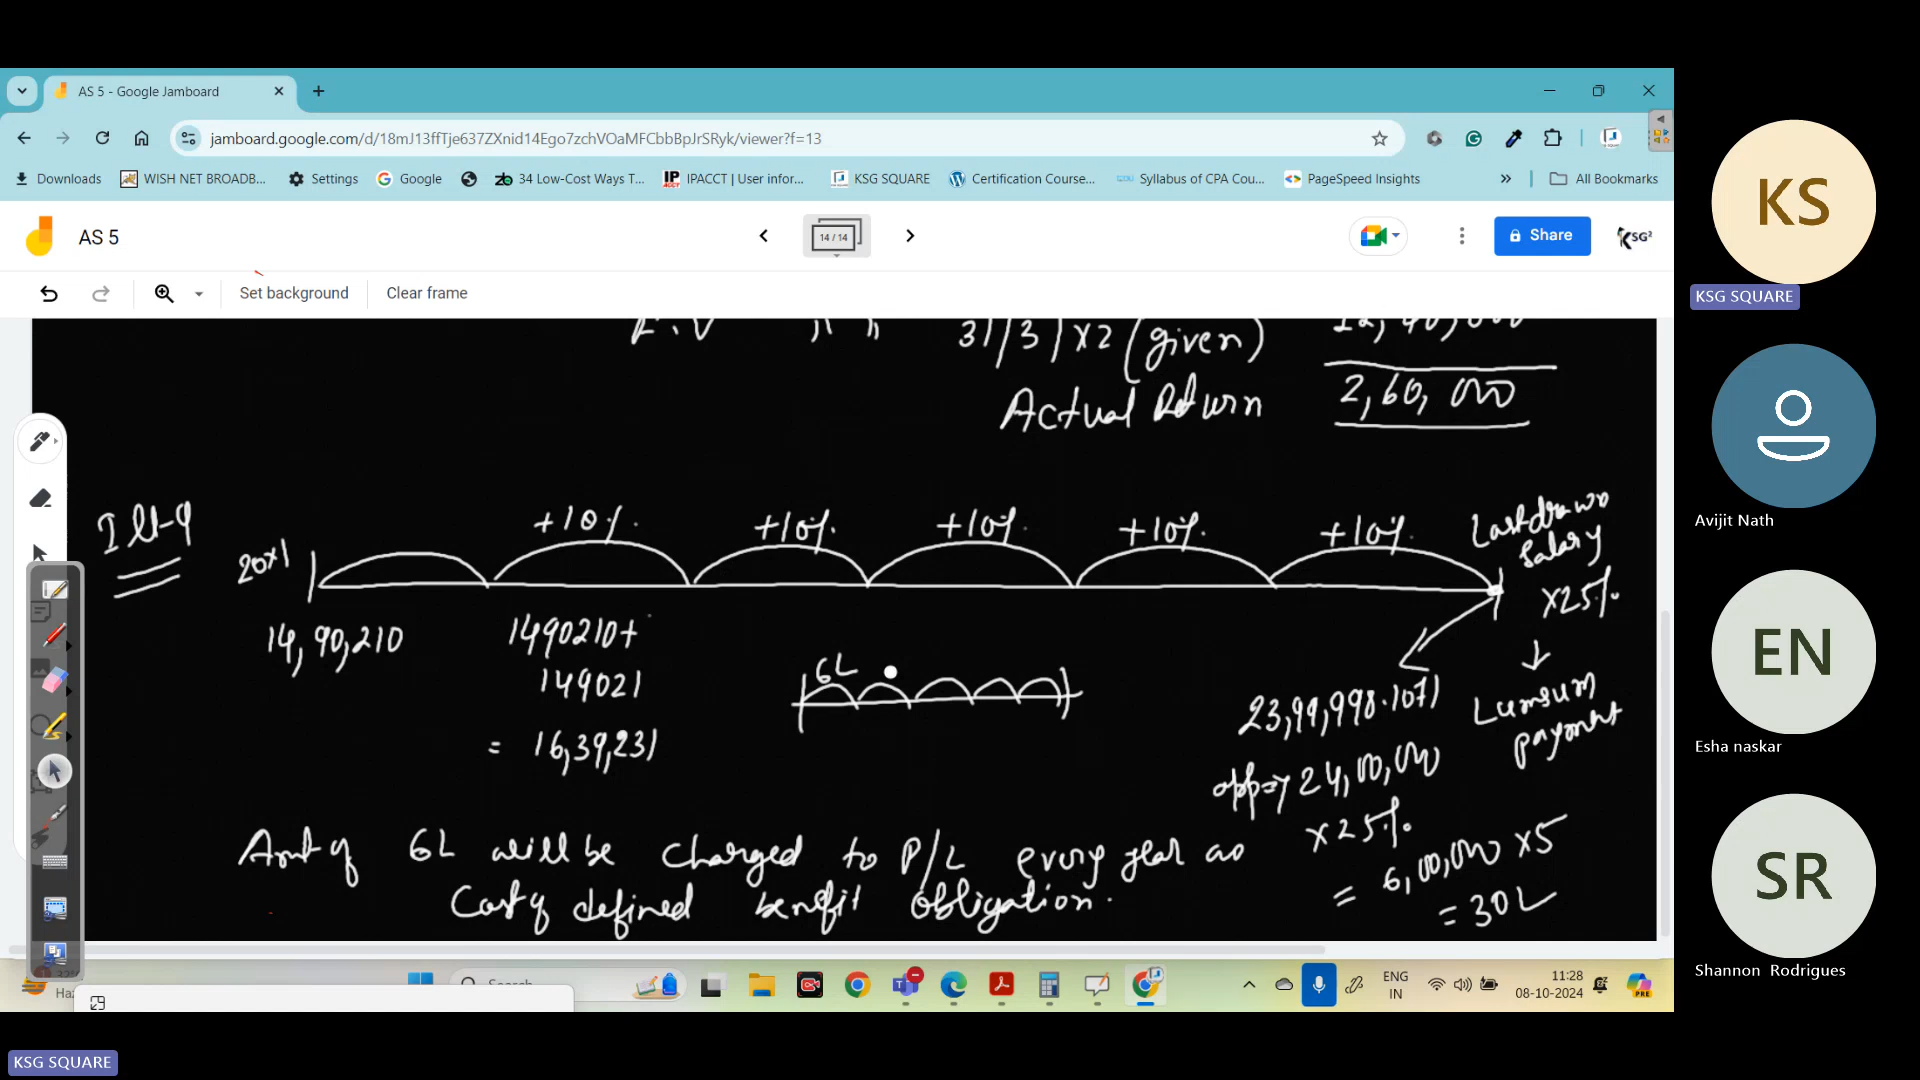 AS 5 - Google Jamboard
jamboard.google.com/d/18mJ13ffTje637ZXnid14Ego7zchVOaMFCbbBpJrSRyk/viewer?f=13
Downloads WISH NET BROADB... Settings Google 34 Low-Cost Ways T... IPACCT | User infor... KSG SQUARE Certification Course... Syllabus of CPA Cou... PageSpeed Insights » All Bookmarks
AS 5 14 / 14 Share KSG²
Set background Clear frame
31/3/X2 (given)
Actual Return 2,60,000
Ill-9
20X1
+10% +10% +10% +10% +10%
Last drawn
Salary
X25%
↓
Lumsum
payment
14,90,210
1490210+
149021
= 16,39,231
6L
23,99,998.1071
app⇒ 24,00,000
X25%
= 6,00,000 X5
= 30L
Amt of 6L will be charged to P/L every year as
Cost of defined benefit obligation.
Search
ENG
IN
11:28
08-10-2024
PRE
KS
KSG SQUARE
Avijit Nath
EN
Esha naskar
SR
Shannon Rodrigues
KSG SQUARE